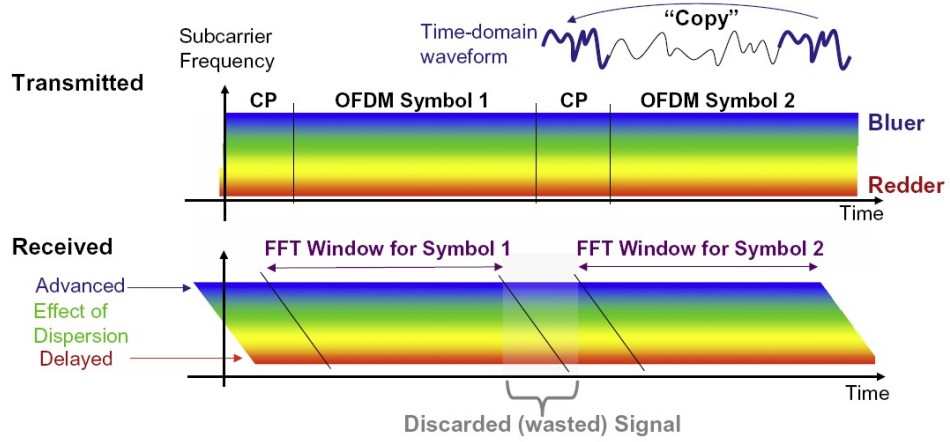 “Copy”
Time-domain
waveform
Subcarrier
Frequency
Transmitted
CP
OFDM Symbol 1
CP
OFDM Symbol 2
Bluer
Redder
Time
Received
FFT Window for Symbol 1
FFT Window for Symbol 2
Advanced
Effect of
Dispersion
Delayed
Time
Discarded (wasted) Signal